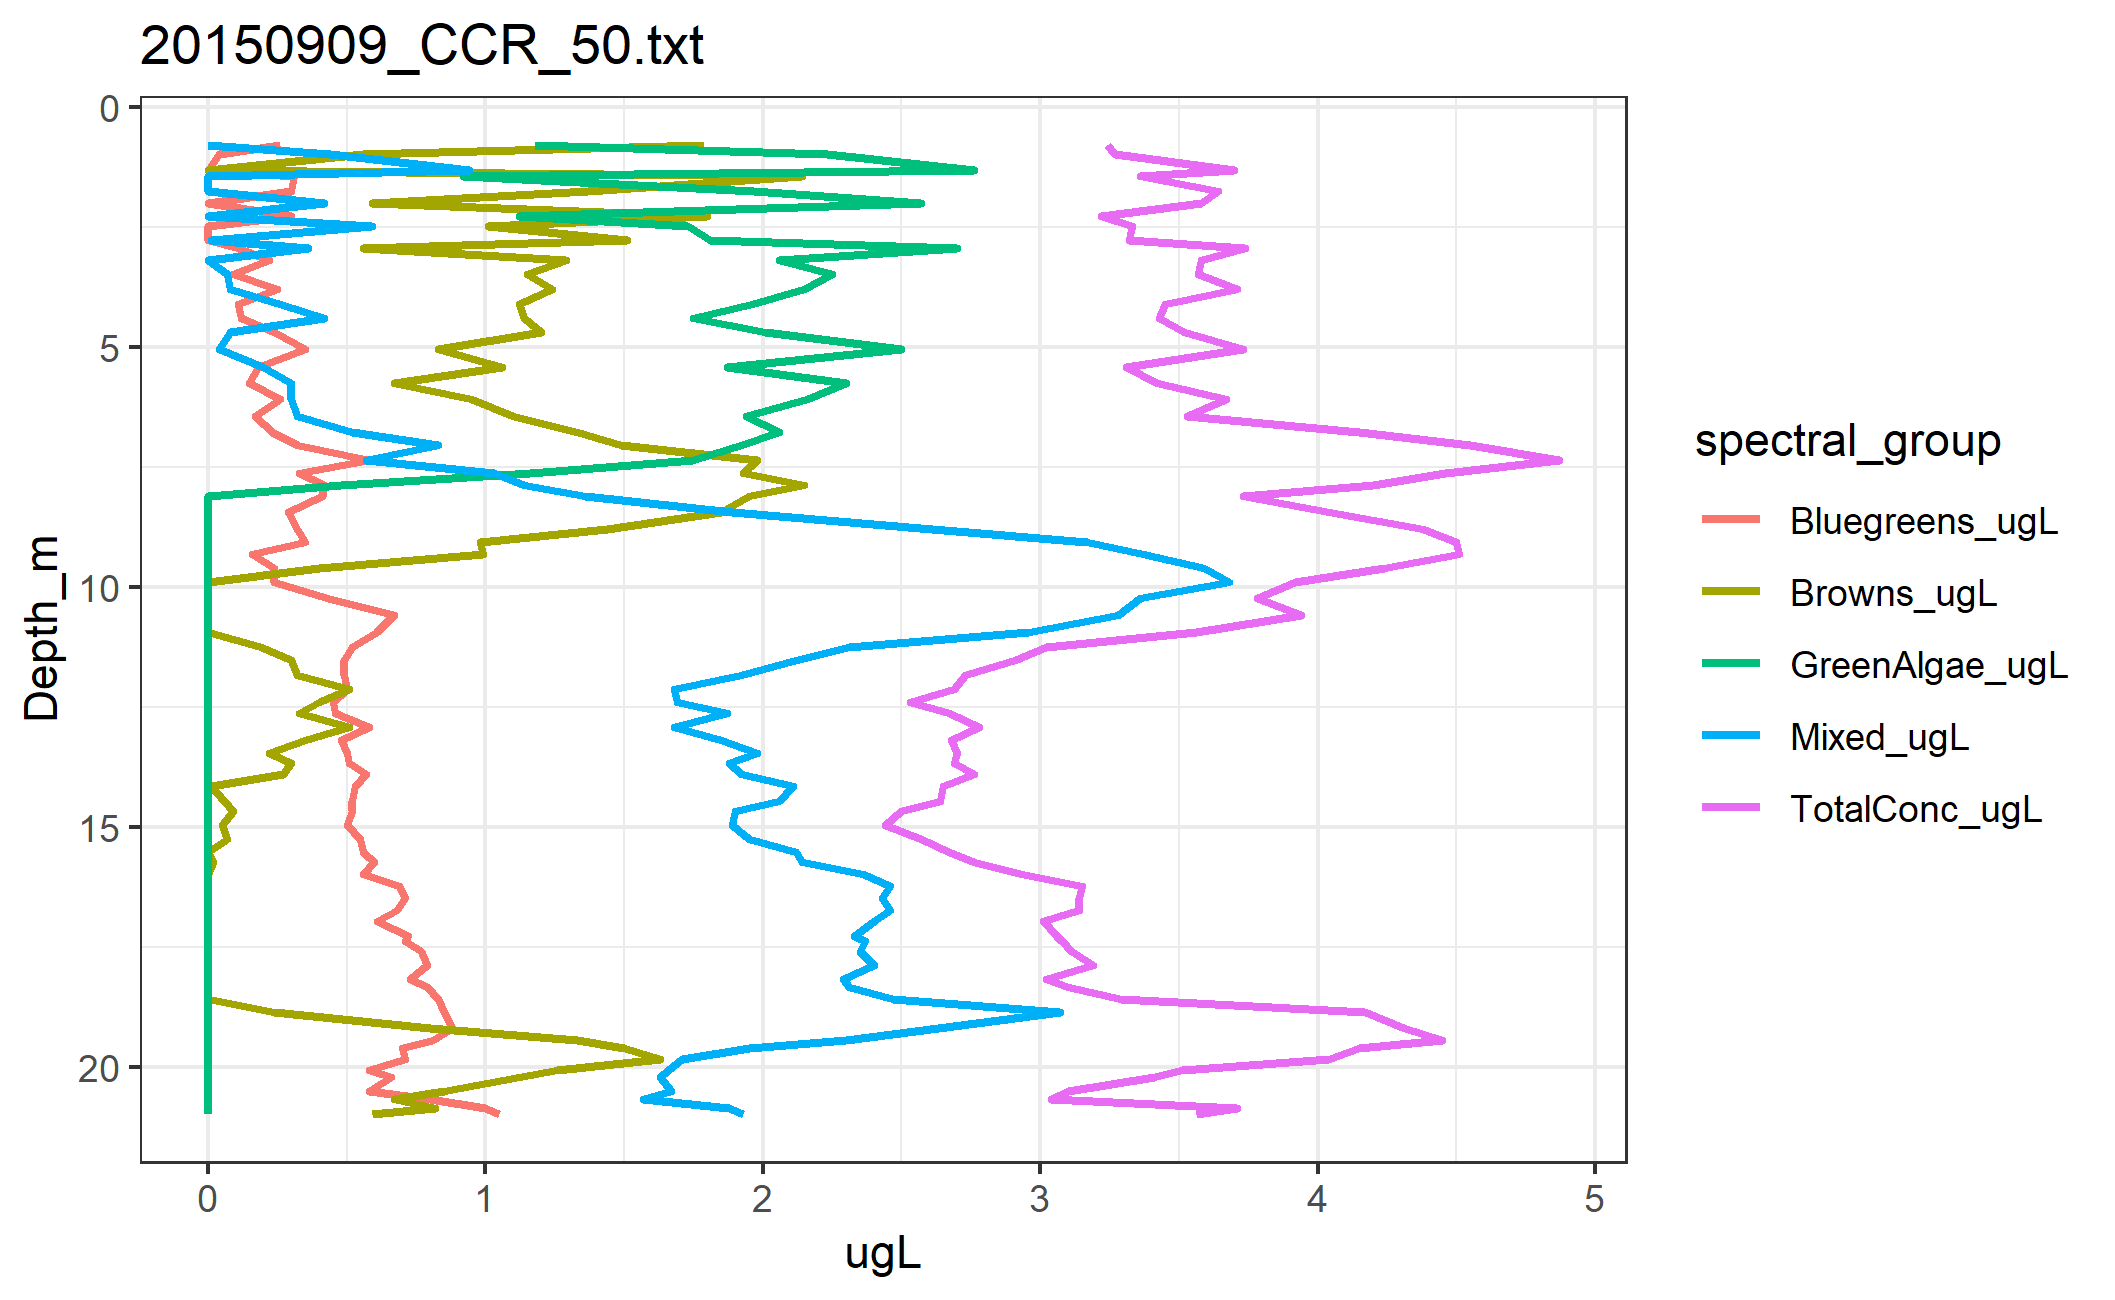 20150909_CCR_50.txt
0
5
10
15
20
Depth_m
0 1 2 3 4 5
ugL
spectral_group
Bluegreens_ugL
Browns_ugL
GreenAlgae_ugL
Mixed_ugL
TotalConc_ugL